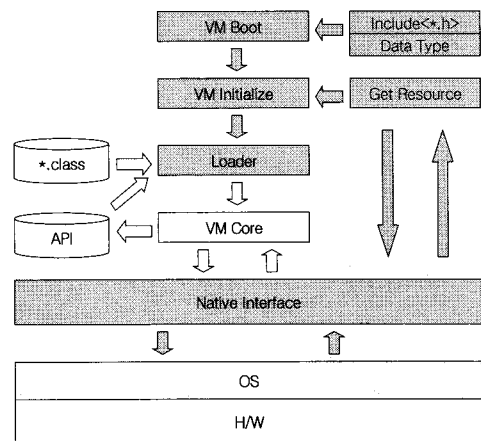 VM Boot
Include<*.h>
Data Type
VM Initialize
Get Resource
*.class
Loader
API
VM Core
Native Interface
OS
H/W